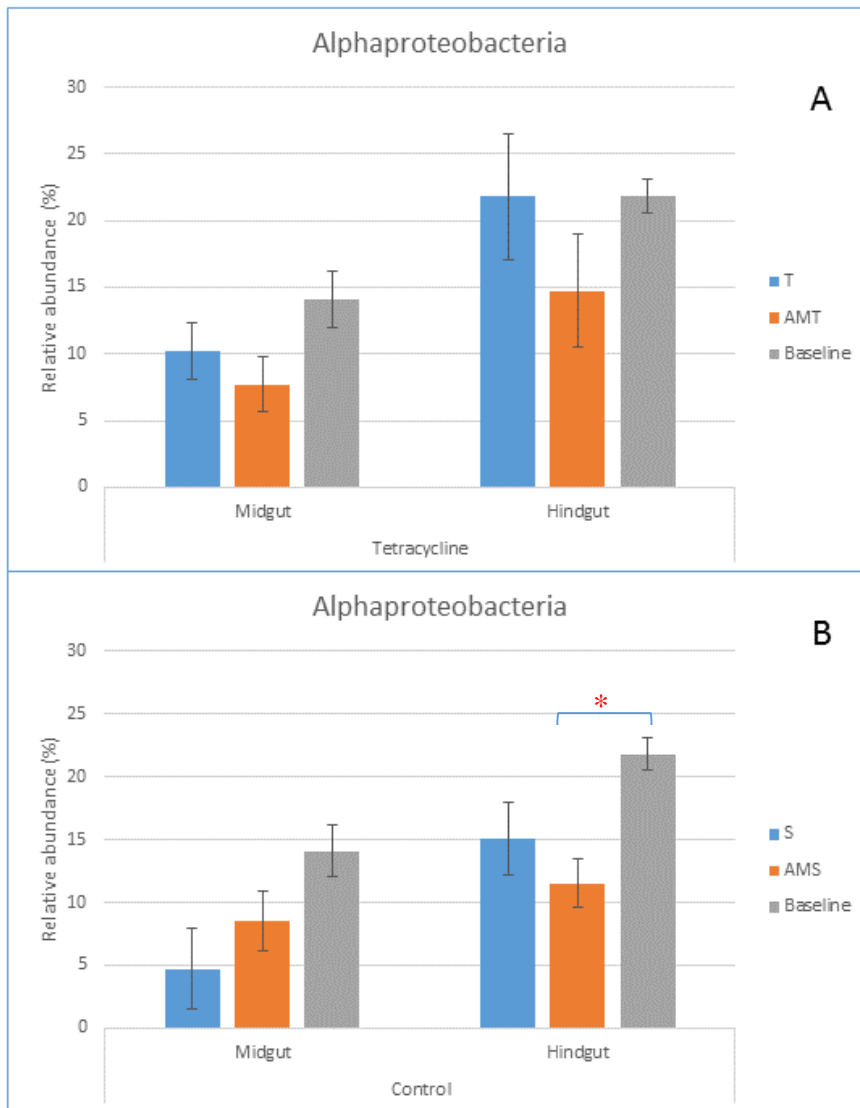 Alphaproteobacteria
A
Relative abundance (%)
30
25
20
15
10
5
0
Midgut
Hindgut
Tetracycline
T
AMT
Baseline
Alphaproteobacteria
B
Relative abundance (%)
30
25
20
15
10
5
0
*
Midgut
Hindgut
Control
S
AMS
Baseline